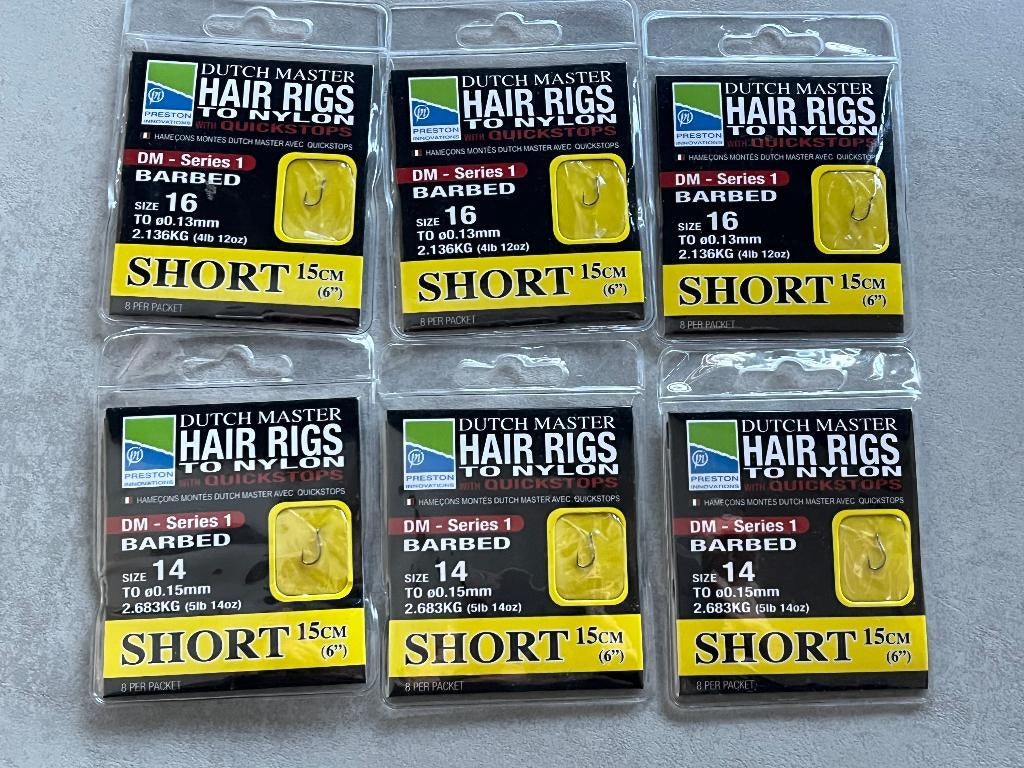 DUTCH MASTER
HAIR RIGS
TO NYLON
WITH QUICKSTOPS
PRESTON
INNOVATIONS
HAMEÇONS MONTÉS DUTCH MASTER AVEC QUICKSTOPS
DM - Series 1
BARBED
SIZE 16
TO ø0.13mm
2.136KG (4lb 12oz)
SHORT 15CM
(6")
8 PER PACKET
DUTCH MASTER
HAIR RIGS
TO NYLON
WITH QUICKSTOPS
PRESTON
INNOVATIONS
HAMEÇONS MONTÉS DUTCH MASTER AVEC QUICKSTOPS
DM - Series 1
BARBED
SIZE 16
TO ø0.13mm
2.136KG (4lb 12oz)
SHORT 15CM
(6")
8 PER PACKET
DUTCH MASTER
HAIR RIGS
TO NYLON
WITH QUICKSTOPS
PRESTON
INNOVATIONS
HAMEÇONS MONTÉS DUTCH MASTER AVEC QUICKSTOPS
DM - Series 1
BARBED
SIZE 16
TO ø0.13mm
2.136KG (4lb 12oz)
SHORT 15CM
(6")
8 PER PACKET
DUTCH MASTER
HAIR RIGS
TO NYLON
WITH QUICKSTOPS
PRESTON
INNOVATIONS
HAMEÇONS MONTÉS DUTCH MASTER AVEC QUICKSTOPS
DM - Series 1
BARBED
SIZE 14
TO ø0.15mm
2.683KG (5lb 14oz)
SHORT 15CM
(6")
8 PER PACKET
DUTCH MASTER
HAIR RIGS
TO NYLON
WITH QUICKSTOPS
PRESTON
INNOVATIONS
HAMEÇONS MONTÉS DUTCH MASTER AVEC QUICKSTOPS
DM - Series 1
BARBED
SIZE 14
TO ø0.15mm
2.683KG (5lb 14oz)
SHORT 15CM
(6")
8 PER PACKET
DUTCH MASTER
HAIR RIGS
TO NYLON
WITH QUICKSTOPS
PRESTON
INNOVATIONS
HAMEÇONS MONTÉS DUTCH MASTER AVEC QUICKSTOPS
DM - Series 1
BARBED
SIZE 14
TO ø0.15mm
2.683KG (5lb 14oz)
SHORT 15CM
(6")
8 PER PACKET